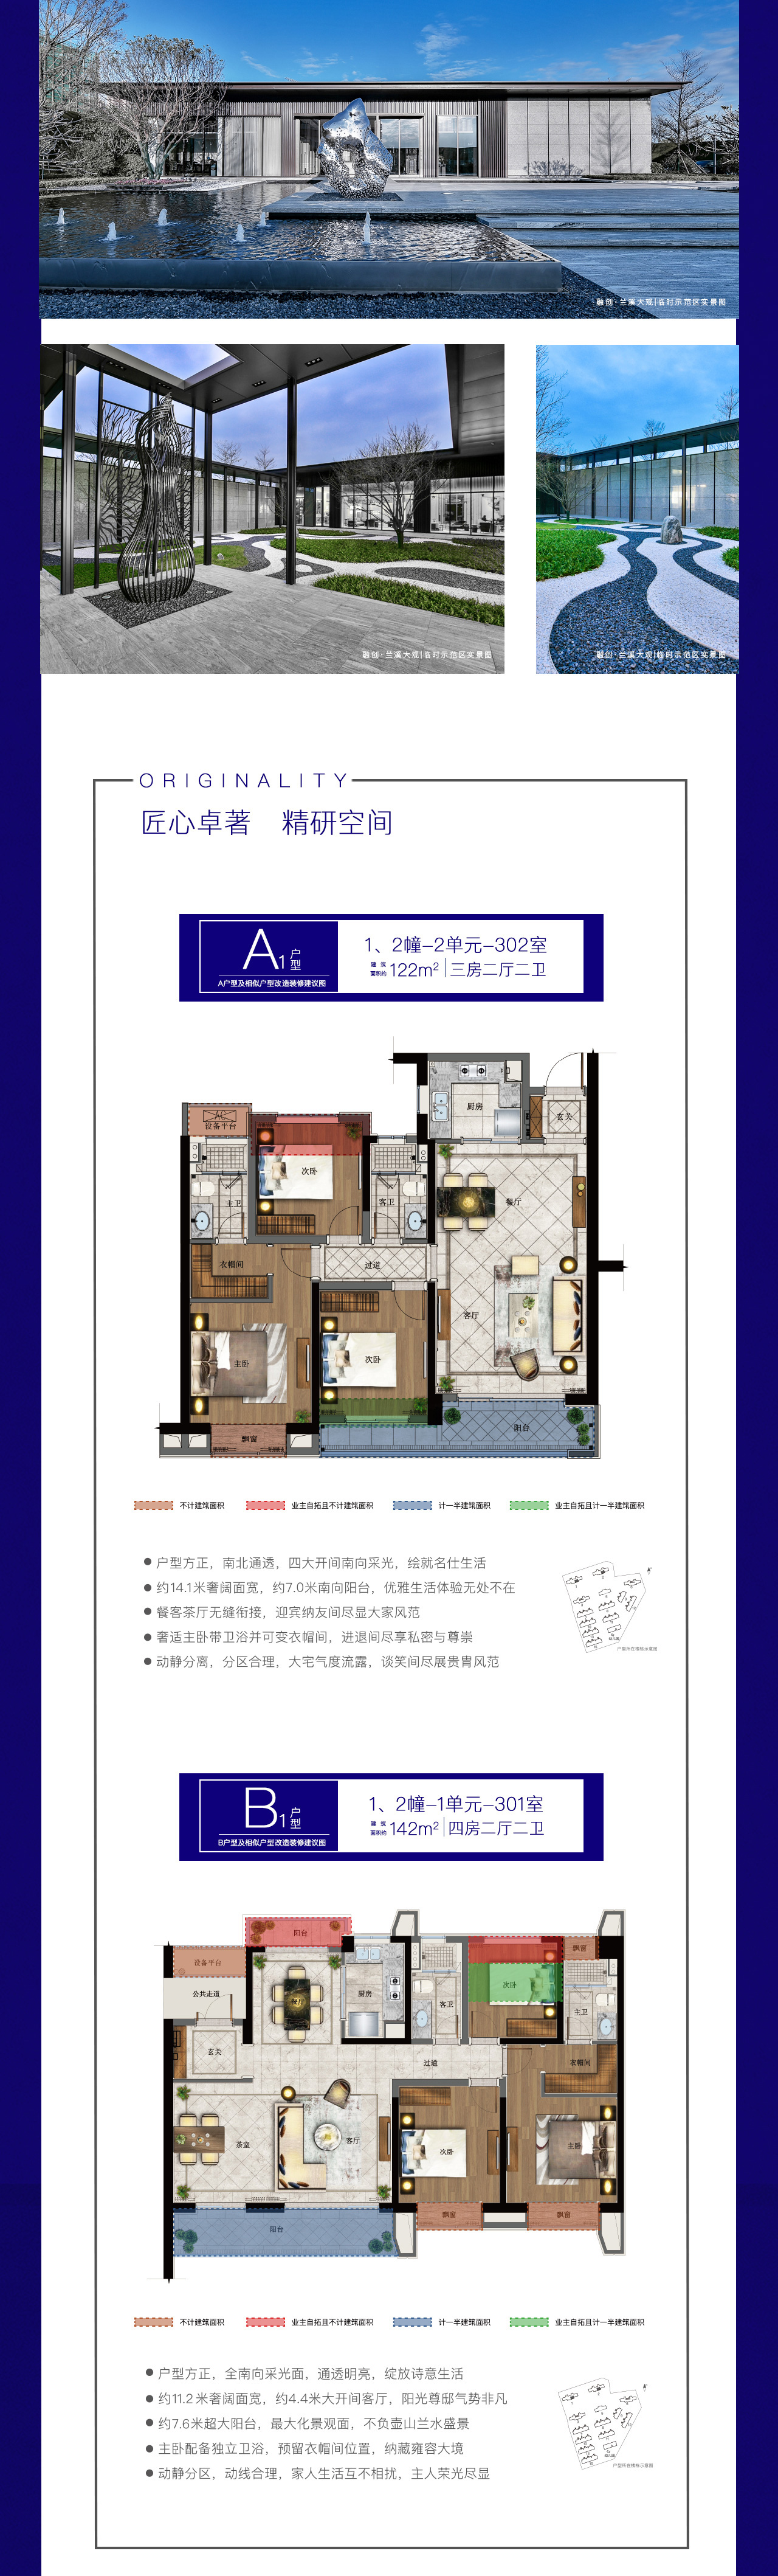 融创·兰溪大观|临时示范区实景图
融创·兰溪大观|临时示范区实景图
融创·兰溪大观|临时示范区实景图
ORIGINALITY
匠心卓著 精研空间
A1户型
A户型及相似户型改造装修建议图
1、2幢-2单元-302室
建筑面积约122m²|三房二厅二卫
厨房
玄关
AC
设备平台
次卧
主卫
客卫
餐厅
衣帽间
过道
客厅
主卧
次卧
阳台
飘窗
不计建筑面积
业主自拓且不计建筑面积
计一半建筑面积
业主自拓且计一半建筑面积
● 户型方正，南北通透，四大开间南向采光，绘就名仕生活
● 约14.1米奢阔面宽，约7.0米南向阳台，优雅生活体验无处不在
● 餐客茶厅无缝衔接，迎宾纳友间尽显大家风范
● 奢适主卧带卫浴并可变衣帽间，进退间尽享私密与尊崇
● 动静分离，分区合理，大宅气度流露，谈笑间尽展贵胄风范
户型所在楼栋示意图
B1户型
B户型及相似户型改造装修建议图
1、2幢-1单元-301室
建筑面积约142m²|四房二厅二卫
阳台
设备平台
飘窗
公共走道
餐厅
厨房
客卫
次卧
主卫
玄关
过道
衣帽间
茶室
客厅
次卧
主卧
飘窗
飘窗
阳台
不计建筑面积
业主自拓且不计建筑面积
计一半建筑面积
业主自拓且计一半建筑面积
● 户型方正，全南向采光面，通透明亮，绽放诗意生活
● 约11.2米奢阔面宽，约4.4米大开间客厅，阳光尊邸气势非凡
● 约7.6米超大阳台，最大化景观面，不负壶山兰水盛景
● 主卧配备独立卫浴，预留衣帽间位置，纳藏雍容大境
● 动静分区，动线合理，家人生活互不相扰，主人荣光尽显
户型所在楼栋示意图